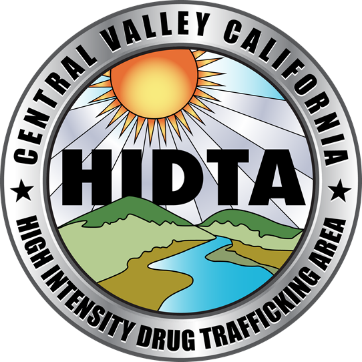 CENTRAL VALLEY CALIFORNIA
HIDTA
HIGH INTENSITY DRUG TRAFFICKING AREA